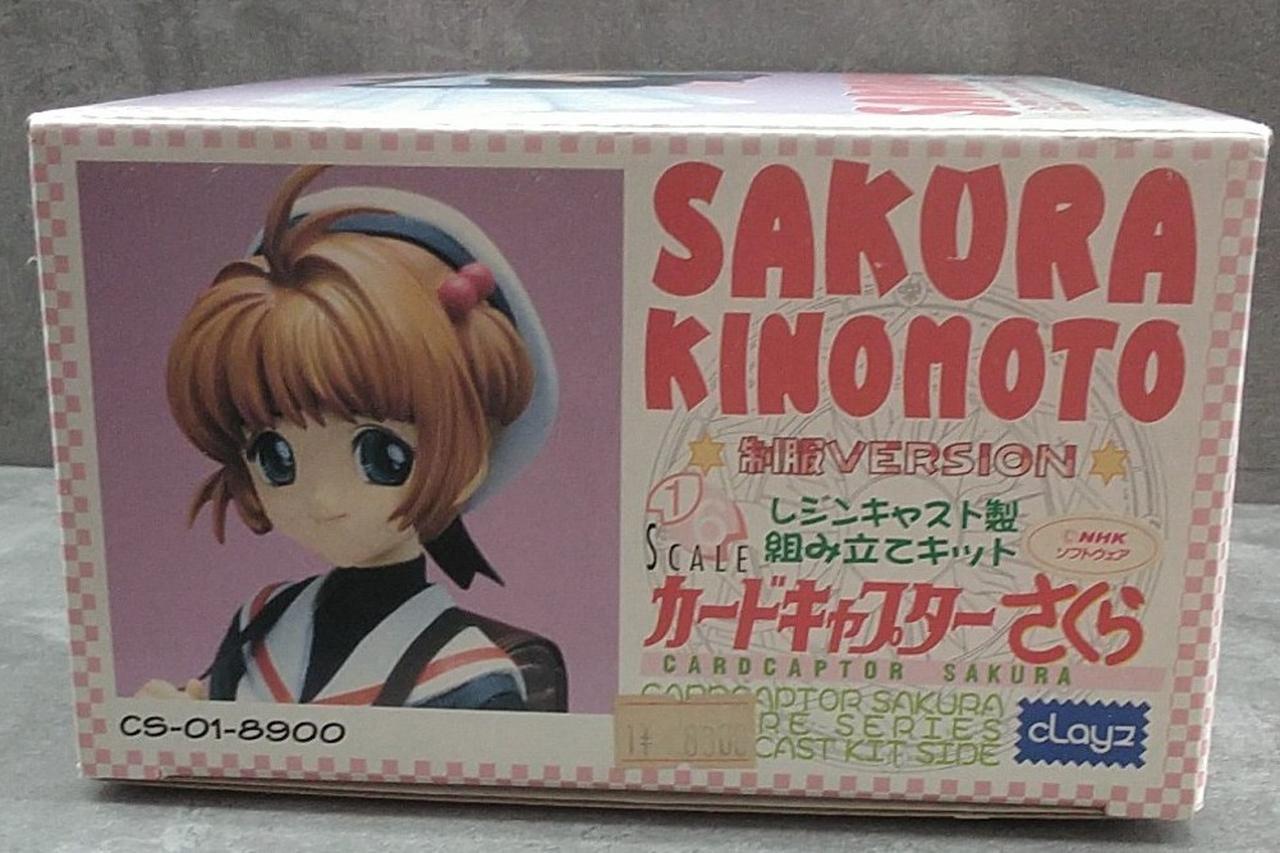 SAKURA
KINOMOTO
制服VERSION
1
SCALE
レジンキャスト製
組み立てキット
©NHK
ソフトウェア
カードキャプターさくら
CARDCAPTOR SAKURA
CARDCAPTOR SAKURA
RE SERIES
CAST KIT SIDE
clayz
CS-01-8900